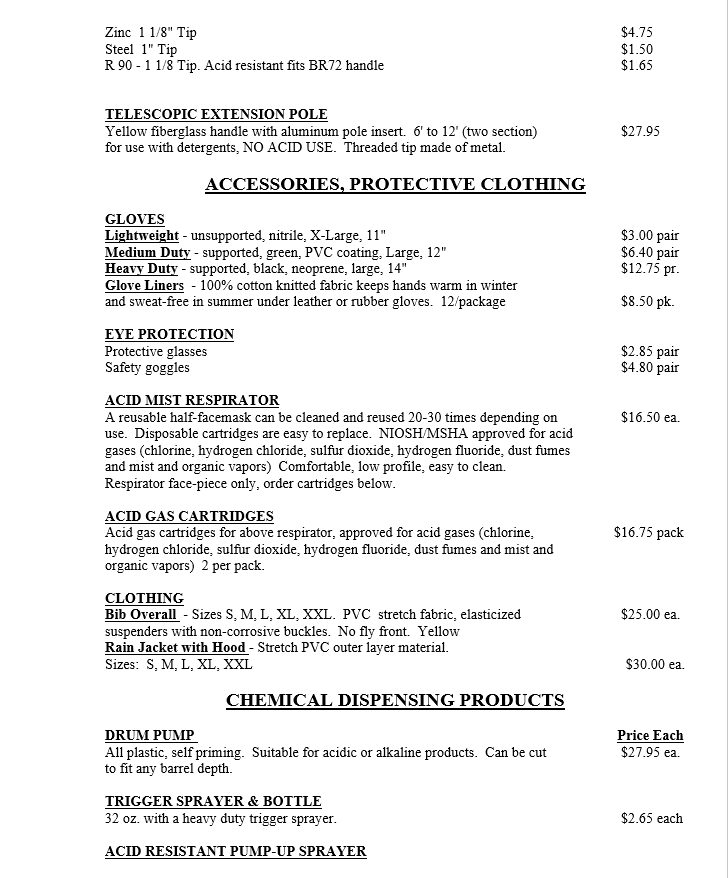 Zinc  1 1/8" Tip $4.75
Steel  1" Tip $1.50
R 90 - 1 1/8 Tip. Acid resistant fits BR72 handle $1.65
TELESCOPIC EXTENSION POLE
Yellow fiberglass handle with aluminum pole insert.  6' to 12' (two section) $27.95
for use with detergents, NO ACID USE.  Threaded tip made of metal.
ACCESSORIES, PROTECTIVE CLOTHING
GLOVES
Lightweight - unsupported, nitrile, X-Large, 11" $3.00 pair
Medium Duty - supported, green, PVC coating, Large, 12" $6.40 pair
Heavy Duty - supported, black, neoprene, large, 14" $12.75 pr.
Glove Liners  - 100% cotton knitted fabric keeps hands warm in winter
and sweat-free in summer under leather or rubber gloves.  12/package $8.50 pk.
EYE PROTECTION
Protective glasses $2.85 pair
Safety goggles $4.80 pair
ACID MIST RESPIRATOR
A reusable half-facemask can be cleaned and reused 20-30 times depending on $16.50 ea.
use.  Disposable cartridges are easy to replace.  NIOSH/MSHA approved for acid
gases (chlorine, hydrogen chloride, sulfur dioxide, hydrogen fluoride, dust fumes
and mist and organic vapors)  Comfortable, low profile, easy to clean.
Respirator face-piece only, order cartridges below.
ACID GAS CARTRIDGES
Acid gas cartridges for above respirator, approved for acid gases (chlorine, $16.75 pack
hydrogen chloride, sulfur dioxide, hydrogen fluoride, dust fumes and mist and
organic vapors)  2 per pack.
CLOTHING
Bib Overall  - Sizes S, M, L, XL, XXL.  PVC  stretch fabric, elasticized $25.00 ea.
suspenders with non-corrosive buckles.  No fly front.  Yellow
Rain Jacket with Hood - Stretch PVC outer layer material.
Sizes:  S, M, L, XL, XXL $30.00 ea.
CHEMICAL DISPENSING PRODUCTS
DRUM PUMP Price Each
All plastic, self priming.  Suitable for acidic or alkaline products.  Can be cut $27.95 ea.
to fit any barrel depth.
TRIGGER SPRAYER & BOTTLE
32 oz. with a heavy duty trigger sprayer. $2.65 each
ACID RESISTANT PUMP-UP SPRAYER